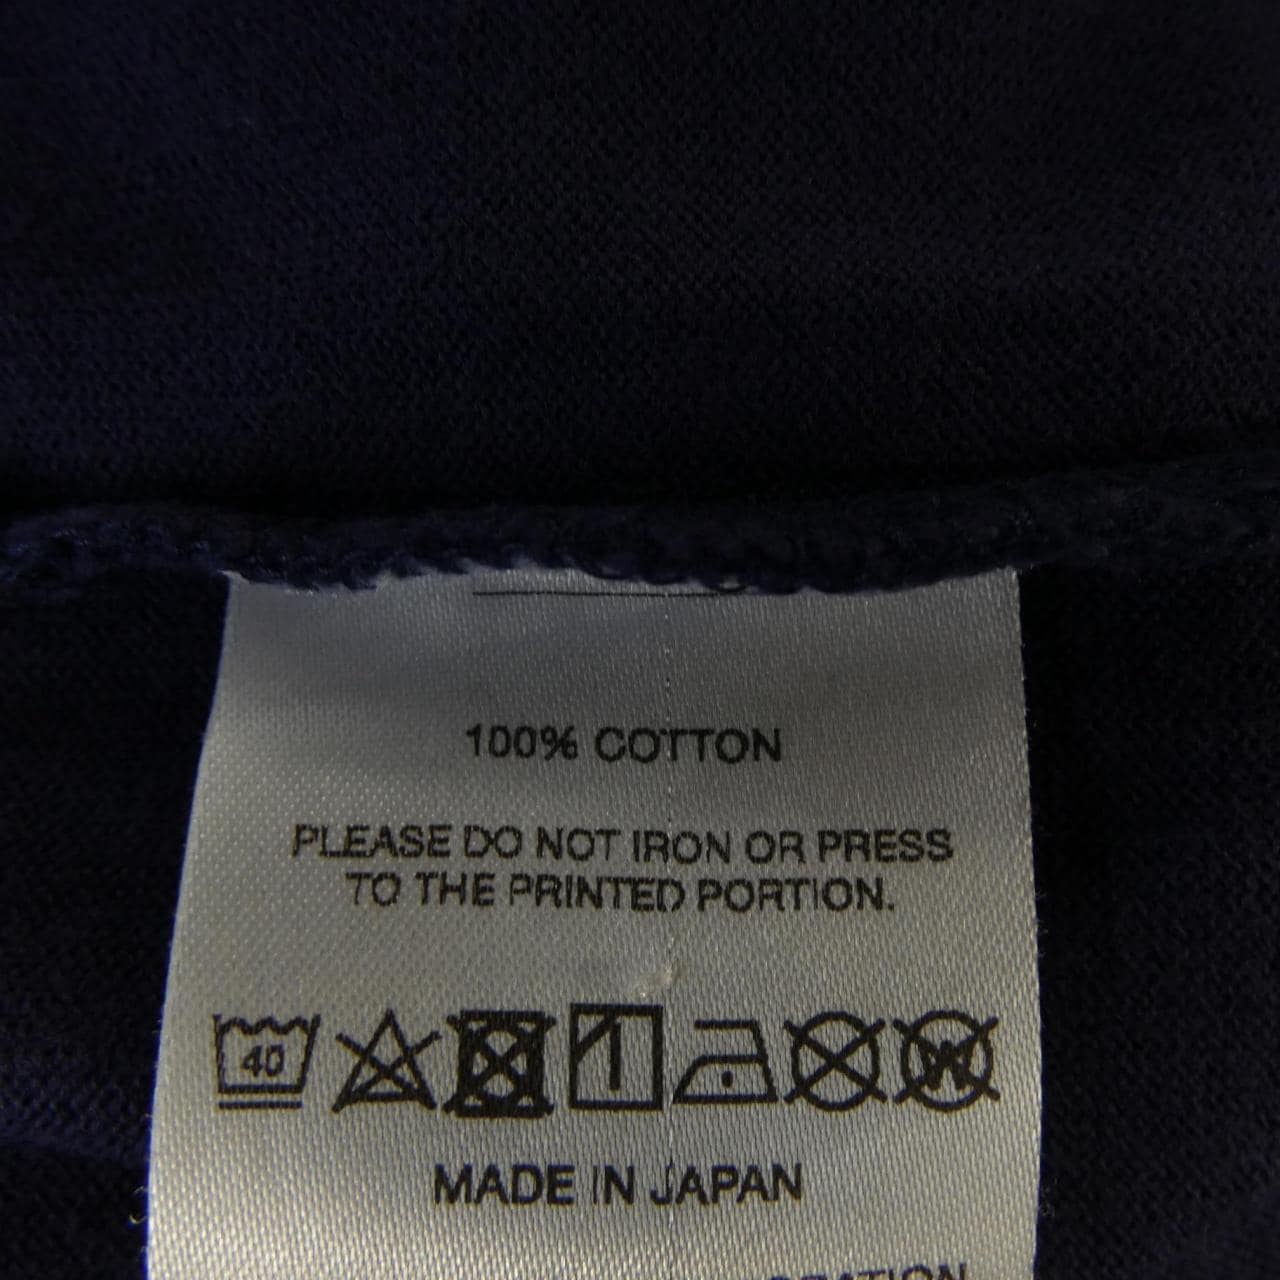 100% COTTON
PLEASE DO NOT IRON OR PRESS
TO THE PRINTED PORTION.
40
W
MADE IN JAPAN